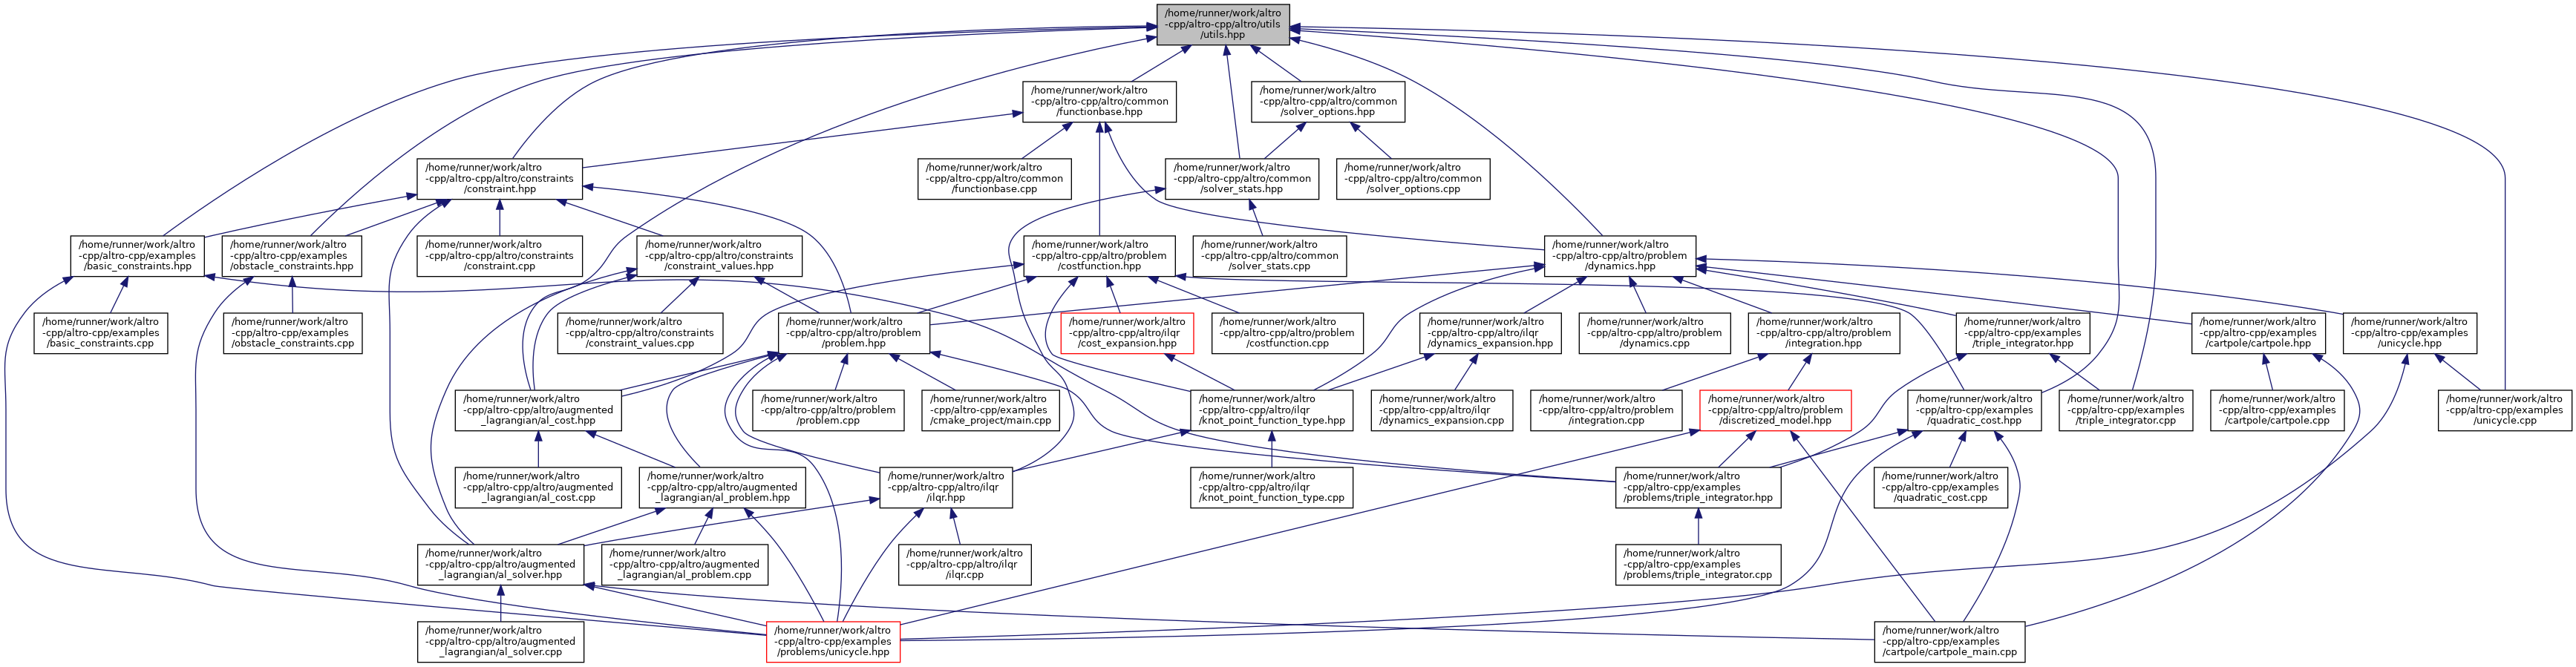 /home/runner/work/altro
-cpp/altro-cpp/altro/utils
/utils.hpp
/home/runner/work/altro
-cpp/altro-cpp/altro/common
/functionbase.hpp
/home/runner/work/altro
-cpp/altro-cpp/altro/common
/solver_options.hpp
/home/runner/work/altro
-cpp/altro-cpp/altro/constraints
/constraint.hpp
/home/runner/work/altro
-cpp/altro-cpp/altro/common
/functionbase.cpp
/home/runner/work/altro
-cpp/altro-cpp/altro/common
/solver_stats.hpp
/home/runner/work/altro
-cpp/altro-cpp/altro/common
/solver_options.cpp
/home/runner/work/altro
-cpp/altro-cpp/examples
/basic_constraints.hpp
/home/runner/work/altro
-cpp/altro-cpp/examples
/obstacle_constraints.hpp
/home/runner/work/altro
-cpp/altro-cpp/altro/constraints
/constraint.cpp
/home/runner/work/altro
-cpp/altro-cpp/altro/constraints
/constraint_values.hpp
/home/runner/work/altro
-cpp/altro-cpp/altro/problem
/costfunction.hpp
/home/runner/work/altro
-cpp/altro-cpp/altro/common
/solver_stats.cpp
/home/runner/work/altro
-cpp/altro-cpp/altro/problem
/dynamics.hpp
/home/runner/work/altro
-cpp/altro-cpp/examples
/basic_constraints.cpp
/home/runner/work/altro
-cpp/altro-cpp/examples
/obstacle_constraints.cpp
/home/runner/work/altro
-cpp/altro-cpp/altro/constraints
/constraint_values.cpp
/home/runner/work/altro
-cpp/altro-cpp/altro/problem
/problem.hpp
/home/runner/work/altro
-cpp/altro-cpp/altro/ilqr
/cost_expansion.hpp
/home/runner/work/altro
-cpp/altro-cpp/altro/problem
/costfunction.cpp
/home/runner/work/altro
-cpp/altro-cpp/altro/ilqr
/dynamics_expansion.hpp
/home/runner/work/altro
-cpp/altro-cpp/altro/problem
/dynamics.cpp
/home/runner/work/altro
-cpp/altro-cpp/altro/problem
/integration.hpp
/home/runner/work/altro
-cpp/altro-cpp/examples
/triple_integrator.hpp
/home/runner/work/altro
-cpp/altro-cpp/examples
/cartpole/cartpole.hpp
/home/runner/work/altro
-cpp/altro-cpp/examples
/unicycle.hpp
/home/runner/work/altro
-cpp/altro-cpp/altro/augmented
_lagrangian/al_cost.hpp
/home/runner/work/altro
-cpp/altro-cpp/altro/problem
/problem.cpp
/home/runner/work/altro
-cpp/altro-cpp/examples
/cmake_project/main.cpp
/home/runner/work/altro
-cpp/altro-cpp/altro/ilqr
/knot_point_function_type.hpp
/home/runner/work/altro
-cpp/altro-cpp/altro/ilqr
/dynamics_expansion.cpp
/home/runner/work/altro
-cpp/altro-cpp/altro/problem
/integration.cpp
/home/runner/work/altro
-cpp/altro-cpp/altro/problem
/discretized_model.hpp
/home/runner/work/altro
-cpp/altro-cpp/examples
/quadratic_cost.hpp
/home/runner/work/altro
-cpp/altro-cpp/examples
/triple_integrator.cpp
/home/runner/work/altro
-cpp/altro-cpp/examples
/cartpole/cartpole.cpp
/home/runner/work/altro
-cpp/altro-cpp/examples
/unicycle.cpp
/home/runner/work/altro
-cpp/altro-cpp/altro/augmented
_lagrangian/al_cost.cpp
/home/runner/work/altro
-cpp/altro-cpp/altro/augmented
_lagrangian/al_problem.hpp
/home/runner/work/altro
-cpp/altro-cpp/altro/ilqr
/ilqr.hpp
/home/runner/work/altro
-cpp/altro-cpp/altro/ilqr
/knot_point_function_type.cpp
/home/runner/work/altro
-cpp/altro-cpp/examples
/problems/triple_integrator.hpp
/home/runner/work/altro
-cpp/altro-cpp/examples
/quadratic_cost.cpp
/home/runner/work/altro
-cpp/altro-cpp/altro/augmented
_lagrangian/al_solver.hpp
/home/runner/work/altro
-cpp/altro-cpp/altro/augmented
_lagrangian/al_problem.cpp
/home/runner/work/altro
-cpp/altro-cpp/altro/ilqr
/ilqr.cpp
/home/runner/work/altro
-cpp/altro-cpp/examples
/problems/triple_integrator.cpp
/home/runner/work/altro
-cpp/altro-cpp/altro/augmented
_lagrangian/al_solver.cpp
/home/runner/work/altro
-cpp/altro-cpp/examples
/problems/unicycle.hpp
/home/runner/work/altro
-cpp/altro-cpp/examples
/cartpole/cartpole_main.cpp